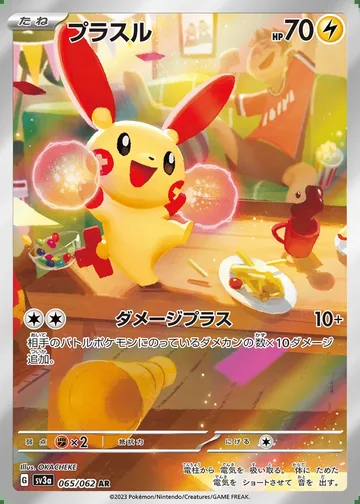 たね プラスル HP70
ダメージプラス 10+
相手のバトルポケモンにのっているダメカンの数×10ダメージ
追加。
弱点 ×2 抵抗力 にげる
Illus. OKACHEKE
G sv3a 065/062 AR
電柱から 電気を 吸い取る。 体に ためた
電気を ショートさせて 音を 出す。
©2023 Pokémon/Nintendo/Creatures/GAME FREAK.